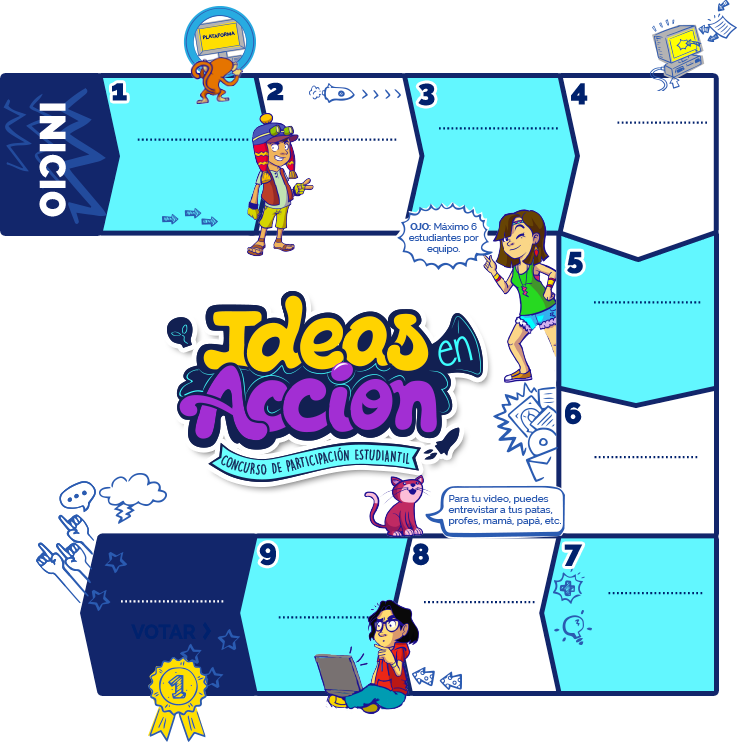 PLATAFORMA
INICIO
1
2
3
4
OJO: Máximo 6
estudiantes por
equipo.
5
Ideas
en
Acción
CONCURSO DE PARTICIPACIÓN ESTUDIANTIL
6
Para tu video, puedes
entrevistar a tus patas,
profes, mamá, papá, etc.
7
8
9
VOTAR
1